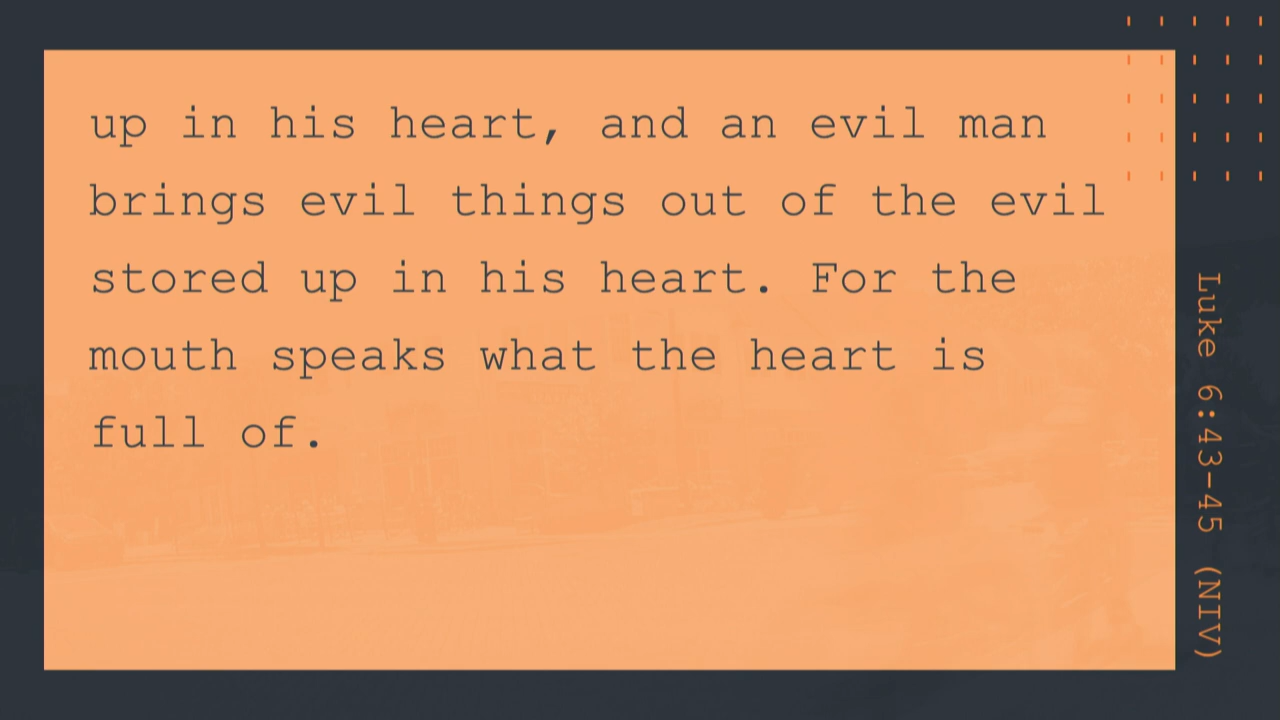 up in his heart, and an evil man
brings evil things out of the evil
stored up in his heart. For the
mouth speaks what the heart is
full of.
Luke 6:43-45 (NIV)